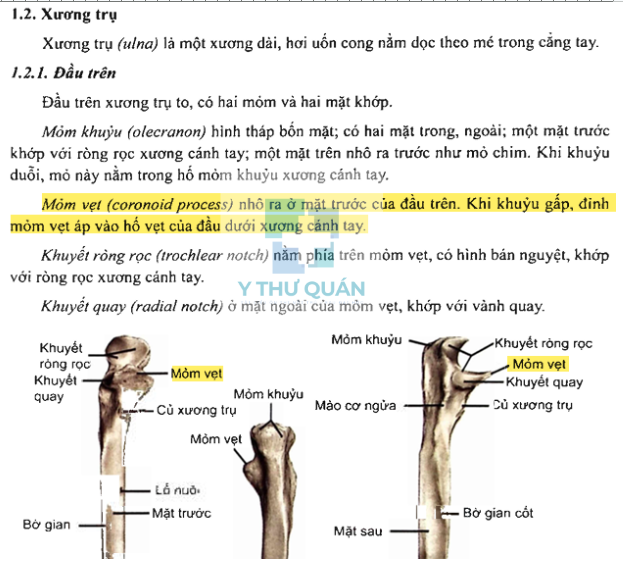 1.2. Xương trụ
Xương trụ (ulna) là một xương dài, hơi uốn cong nằm dọc theo mé trong cẳng tay.
1.2.1. Đầu trên
Đầu trên xương trụ to, có hai mỏm và hai mặt khớp.
Mỏm khuỷu (olecranon) hình tháp bốn mặt; có hai mặt trong, ngoài; một mặt trước
khớp với ròng rọc xương cánh tay; một mặt trên nhô ra trước như mỏ chim. Khi khuỷu
duỗi, mỏ này nằm trong hố mỏm khuỷu xương cánh tay.
Mỏm vẹt (coronoid process) nhô ra ở mặt trước của đầu trên. Khi khuỷu gấp, đỉnh
mỏm vẹt áp vào hố vẹt của đầu dưới xương cánh tay.
Khuyết ròng rọc (trochlear notch) nằm phía trên mỏm vẹt, có hình bán nguyệt, khớp
với ròng rọc xương cánh tay.
Y THƯ QUÁN
Khuyết quay (radial notch) ở mặt ngoài của mỏm vẹt, khớp với vành quay.
Khuyết
ròng rọc
Khuyết
quay
Mỏm vẹt
Củ xương trụ
Lỗ nuôi
Mặt trước
Bờ gian
Mỏm khuỷu
Mỏm vẹt
Mỏm khuỷu
Khuyết ròng rọc
Mỏm vẹt
Khuyết quay
Mào cơ ngửa
Củ xương trụ
Bờ gian cốt
Mặt sau